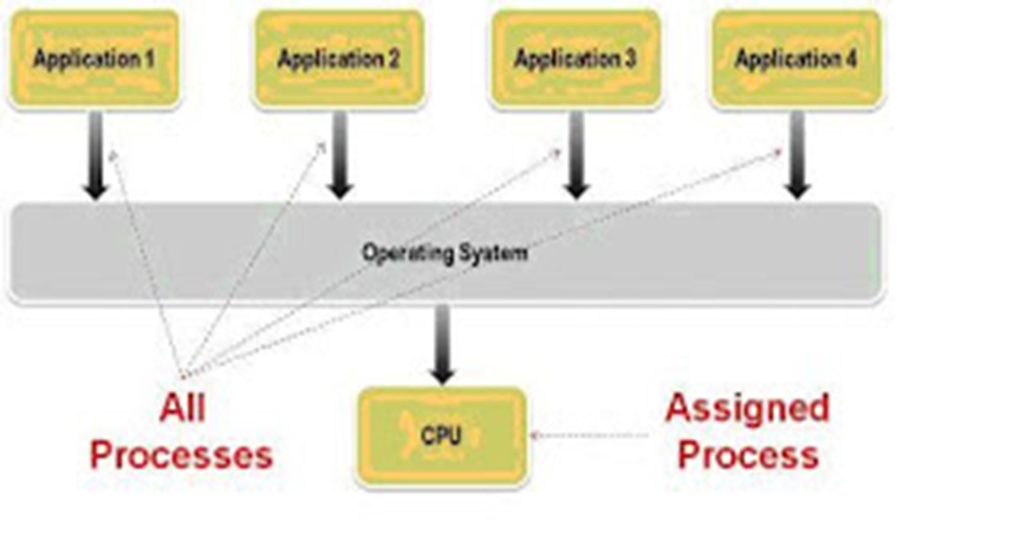 Application 1
Application 2
Application 3
Application 4
Operating System
All
Processes
CPU
Assigned
Process